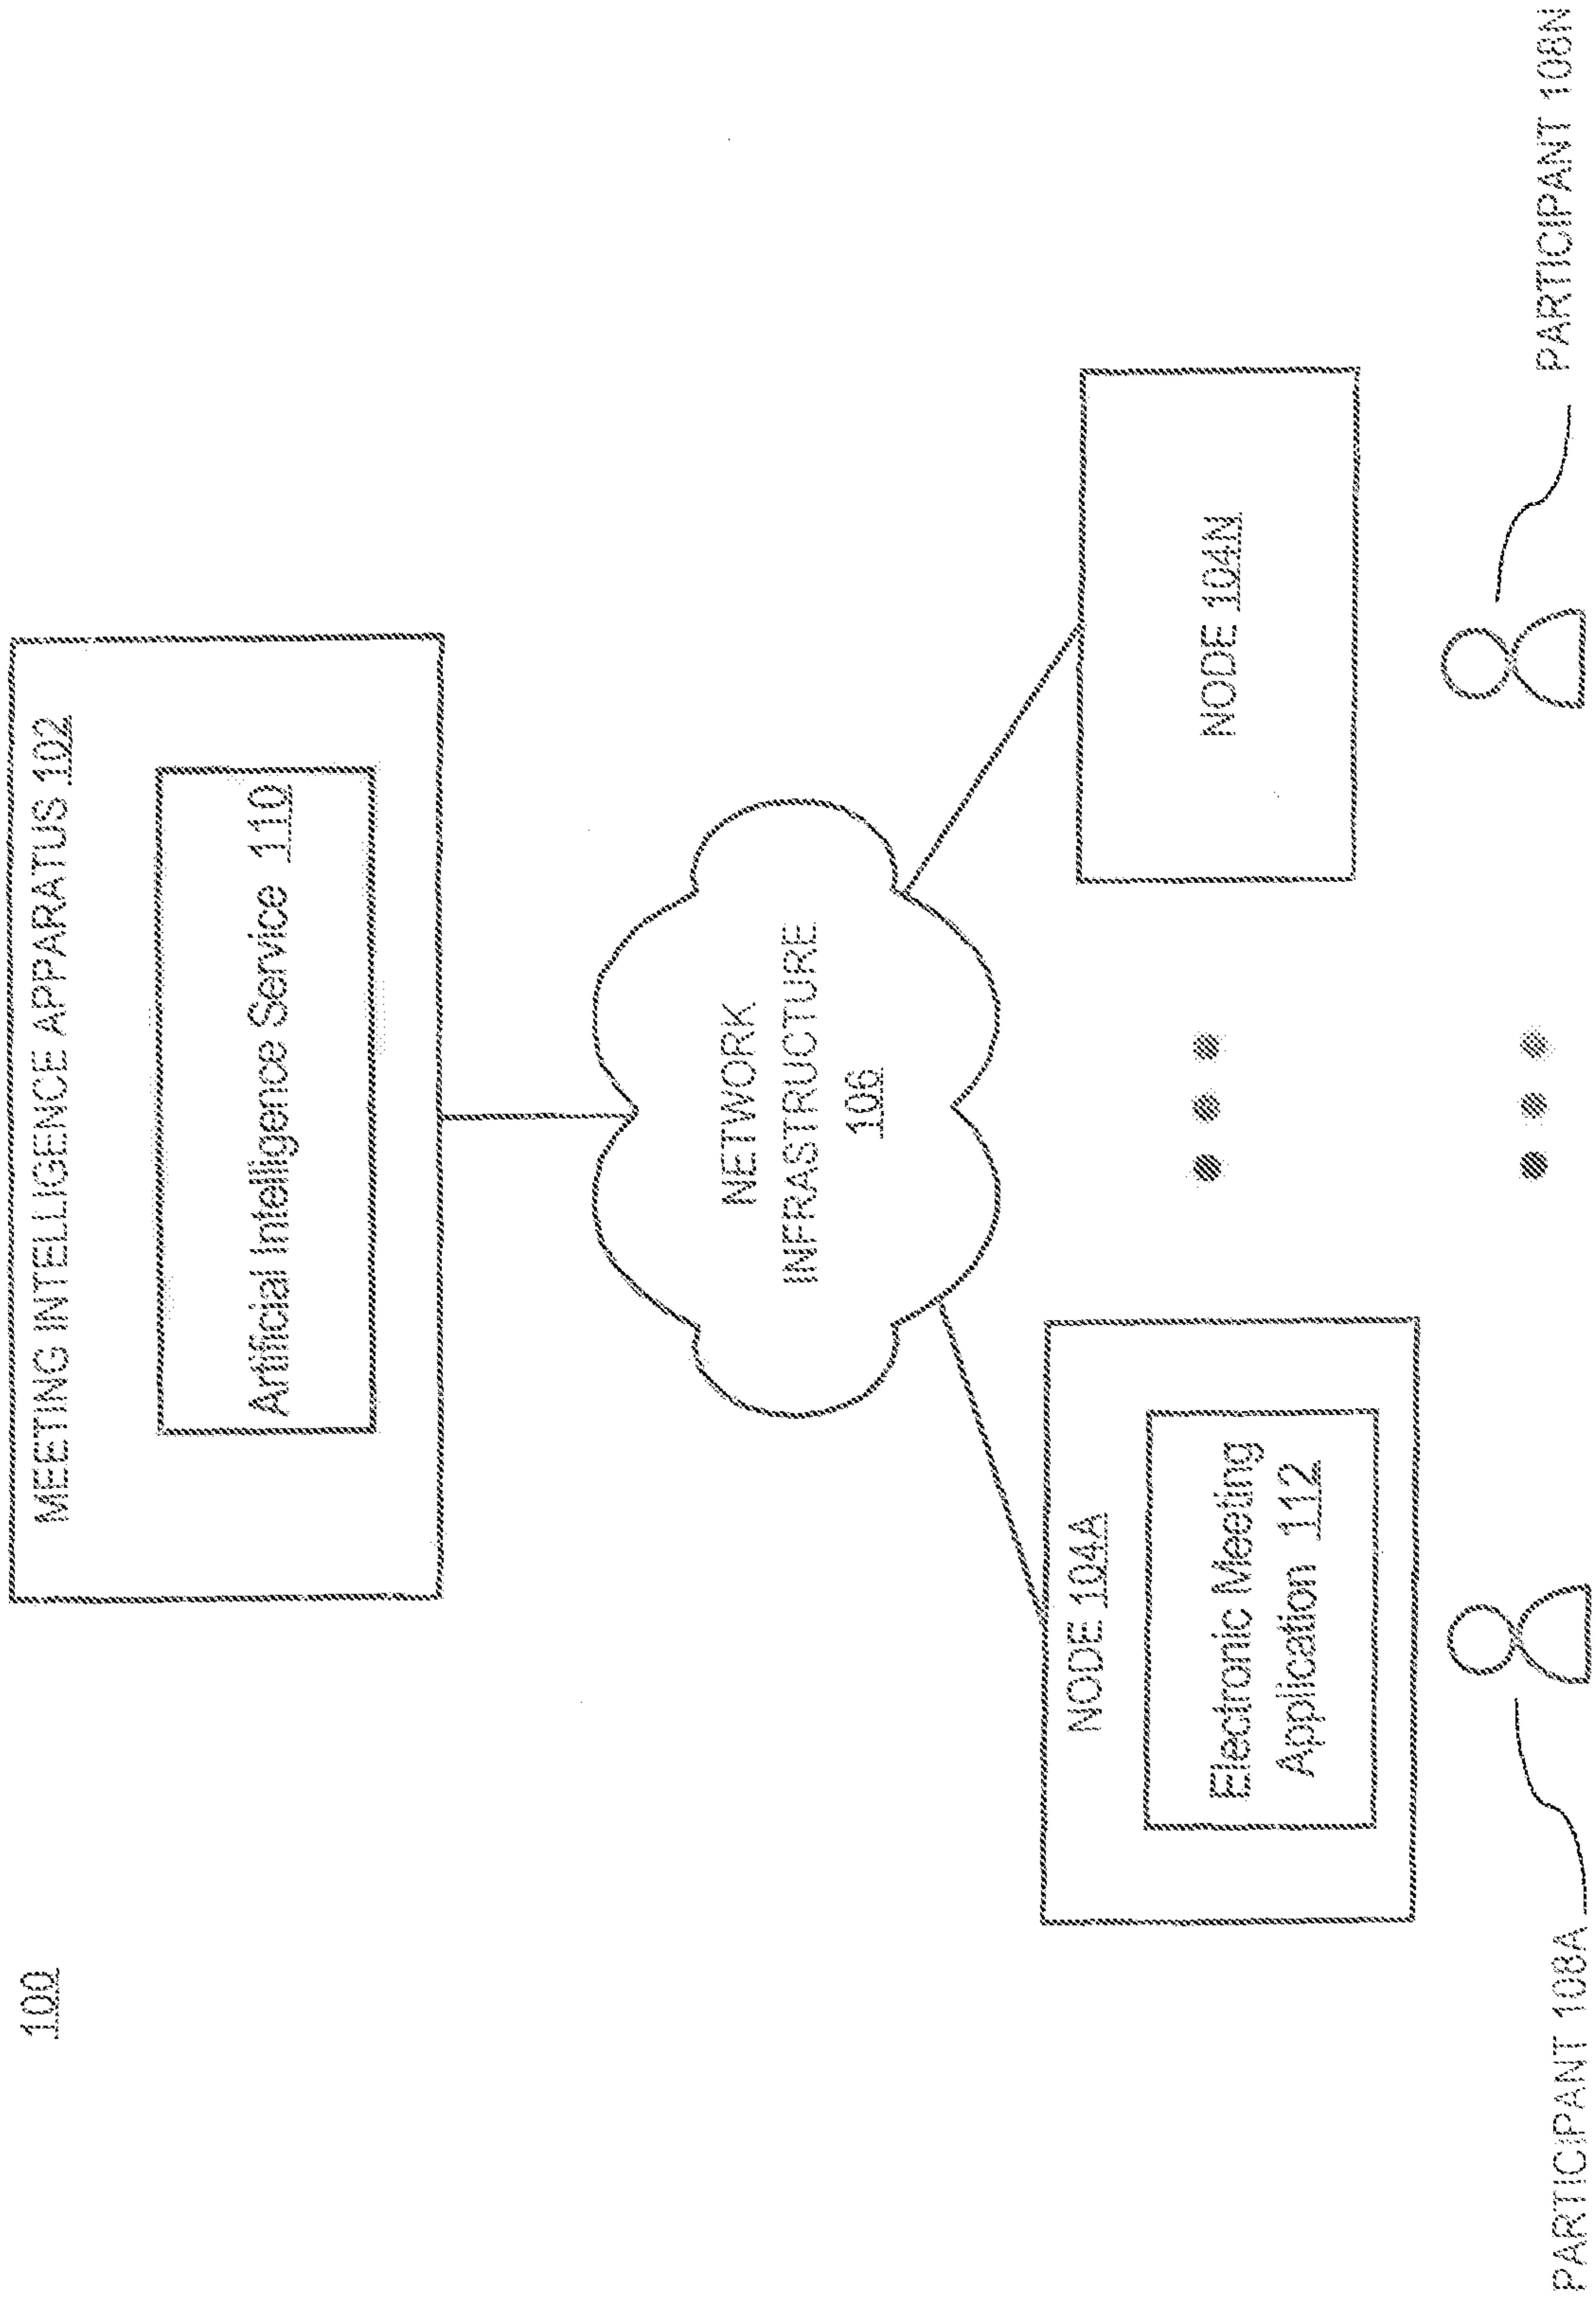 100
MEETING INTELLIGENCE APPARATUS 102
Artificial Intelligence Service 110
NETWORK
INFRASTRUCTURE
106
NODE 104A
Electronic Meeting
Application 112
NODE 104N
PARTICIPANT 108A
PARTICIPANT 108N